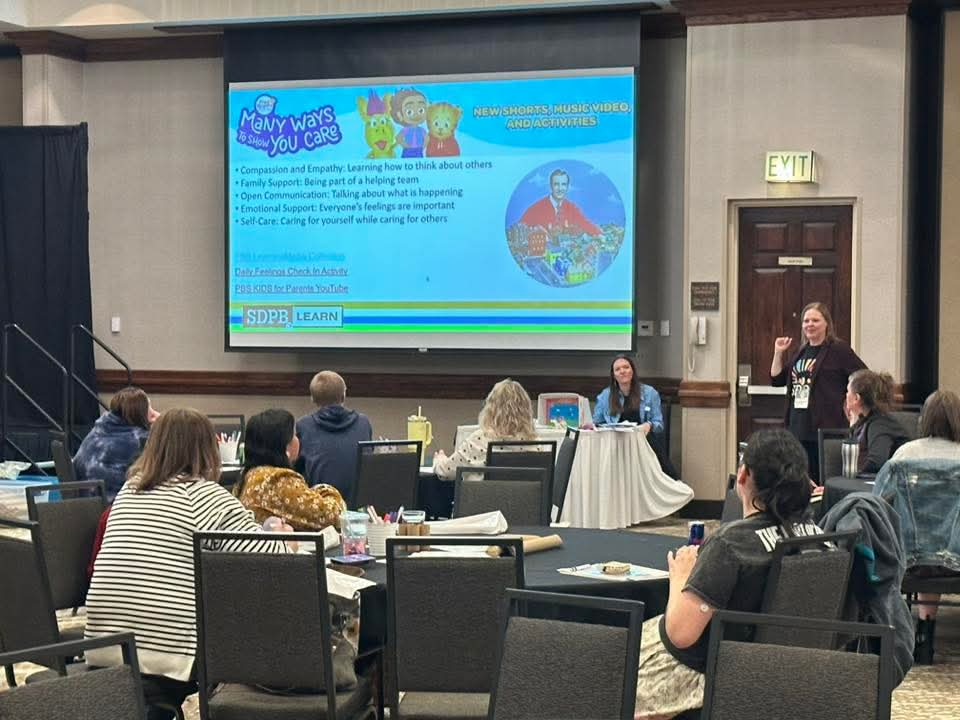 MANY WAYS
TO SHOW YOU CARE
NEW SHORTS, MUSIC VIDEO,
AND ACTIVITIES
• Compassion and Empathy: Learning how to think about others
• Family Support: Being part of a helping team
• Open Communication: Talking about what is happening
• Emotional Support: Everyone's feelings are important
• Self-Care: Caring for yourself while caring for others
PBS LearningMedia Collection
Daily Feelings Check In Activity
PBS KIDS for Parents YouTube
SDPB LEARN
EXIT